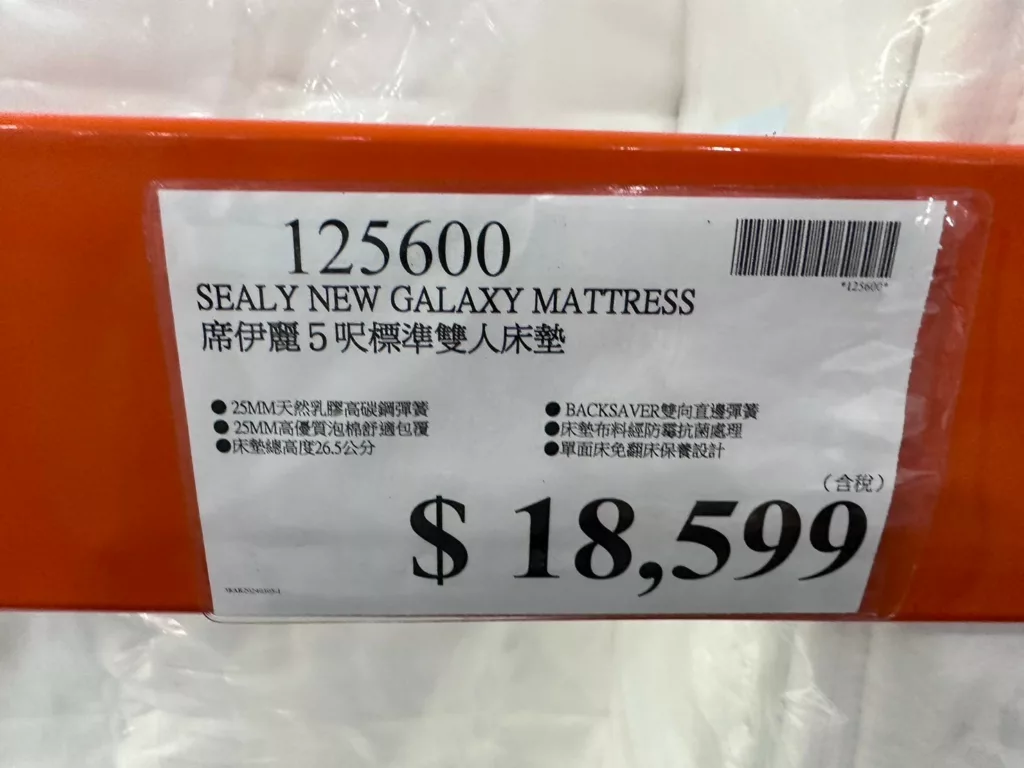 125600
*125600*
SEALY NEW GALAXY MATTRESS
席伊麗5呎標準雙人床墊
●25MM天然乳膠高碳鋼彈簧
●25MM高優質泡棉舒適包覆
●床墊總高度26.5公分
●BACKSAVER雙向直邊彈簧
●床墊布料經防霉抗菌處理
●單面床免翻床保養設計
(含稅)
$ 18,599